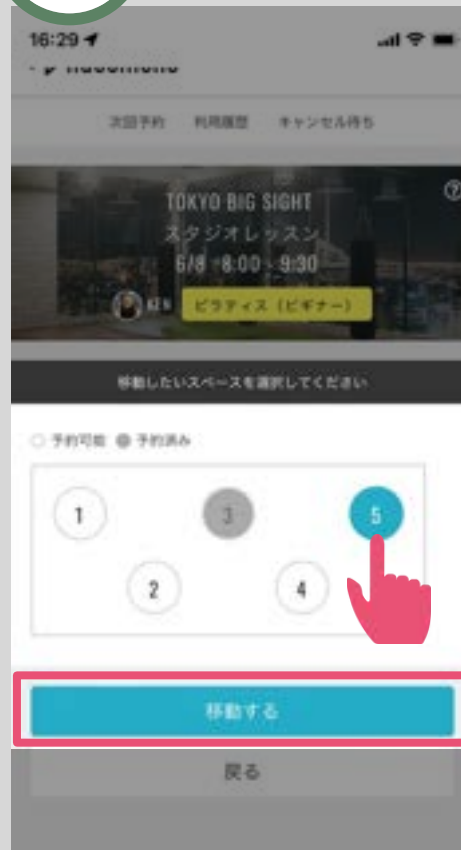 16:29
次回予約 利用履歴 キャンセル待ち
TOKYO BIG SIGHT
スタジオレッスン
6/8 8:00 - 9:30
KEN ピラティス (ビギナー)
移動したいスペースを選択してください
予約可能 予約済み
1 3 5
2 4
移動する
戻る